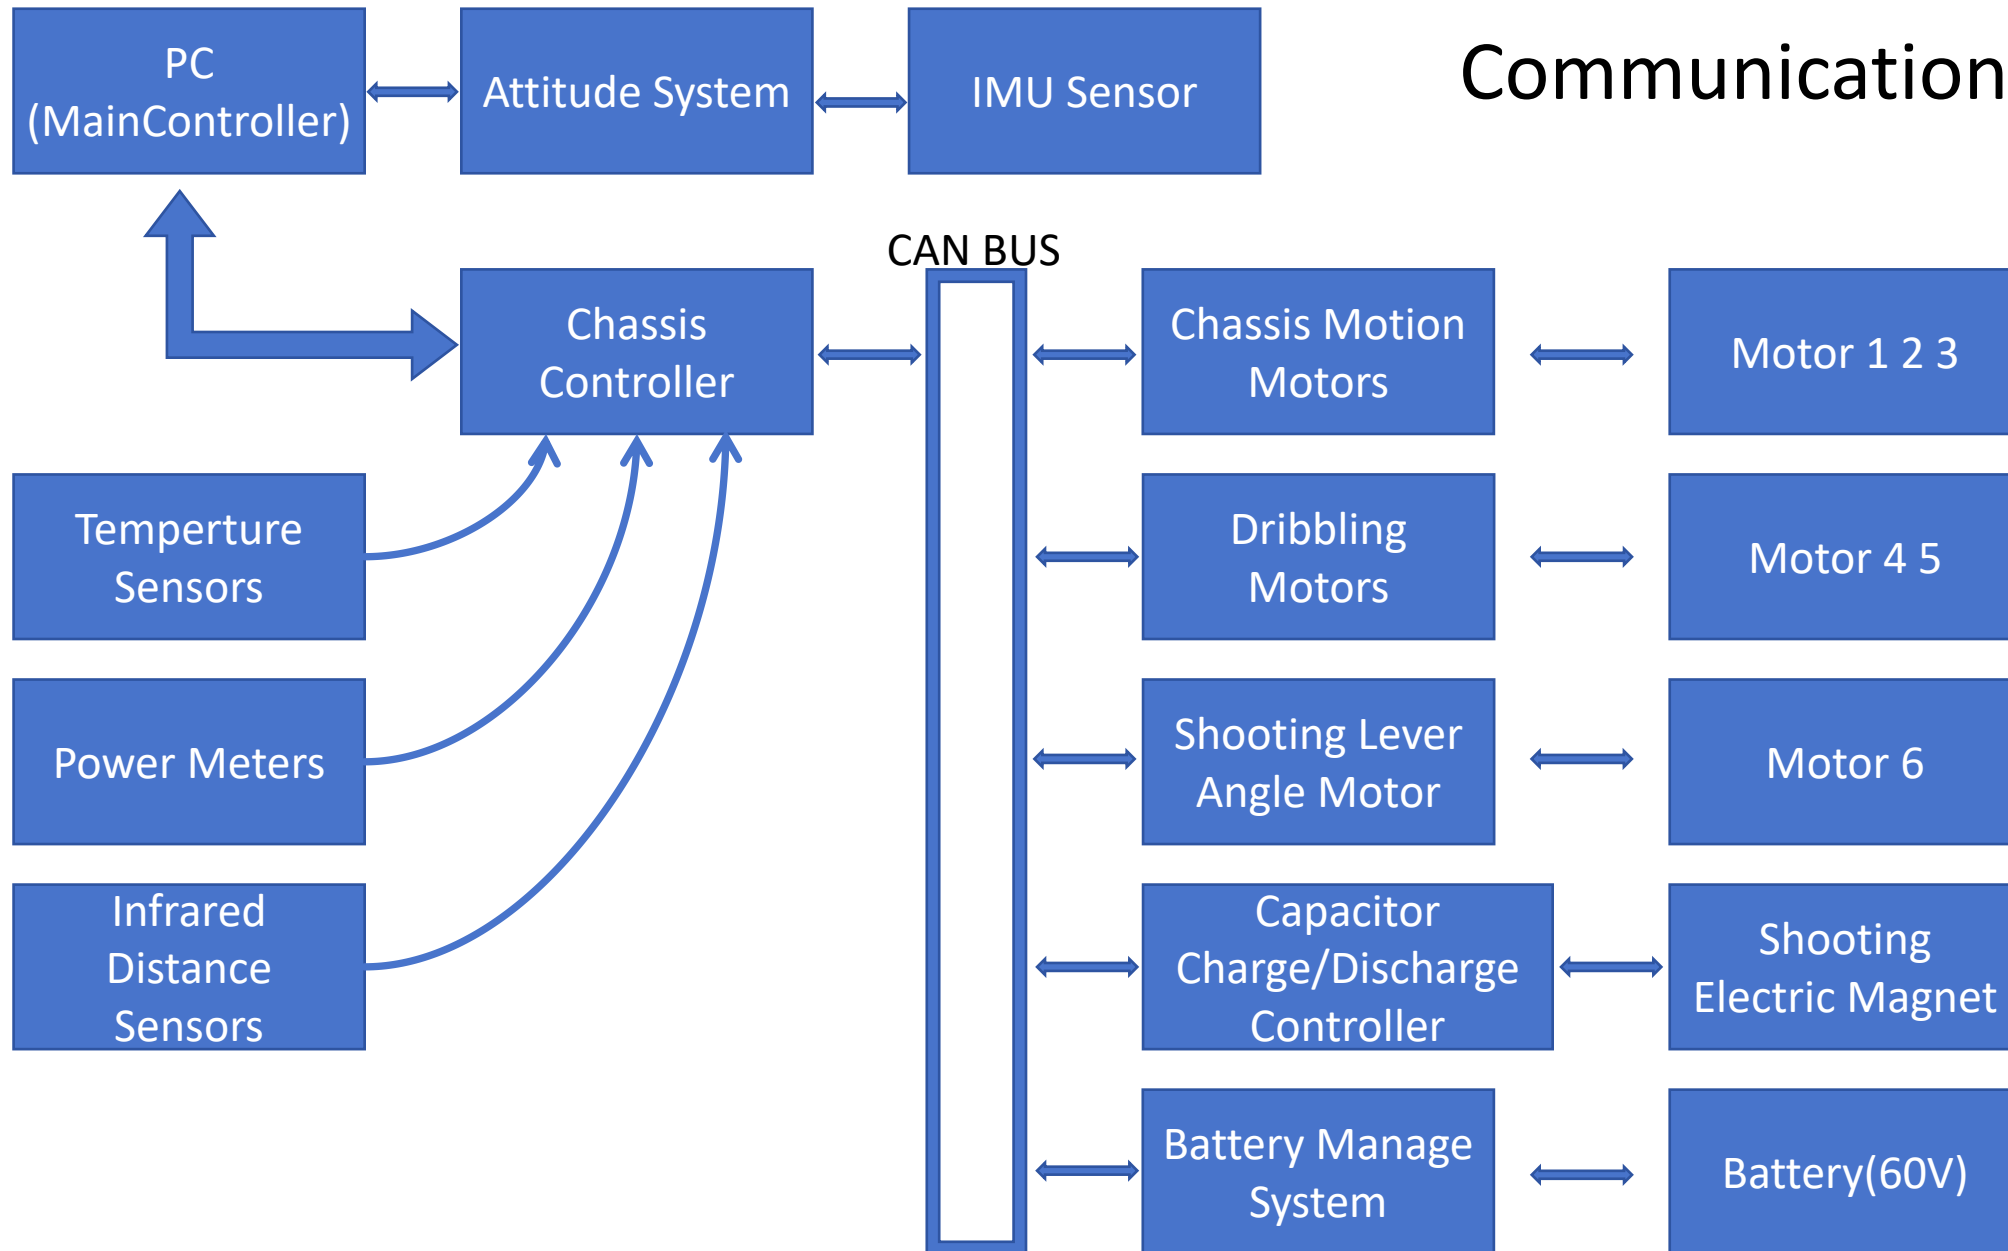 Communication
PC
(MainController)
Attitude System
IMU Sensor
CAN BUS
Chassis
Controller
Chassis Motion
Motors
Motor 1 2 3
Temperture
Sensors
Dribbling
Motors
Motor 4 5
Power Meters
Shooting Lever
Angle Motor
Motor 6
Infrared
Distance
Sensors
Capacitor
Charge/Discharge
Controller
Shooting
Electric Magnet
Battery Manage
System
Battery(60V)